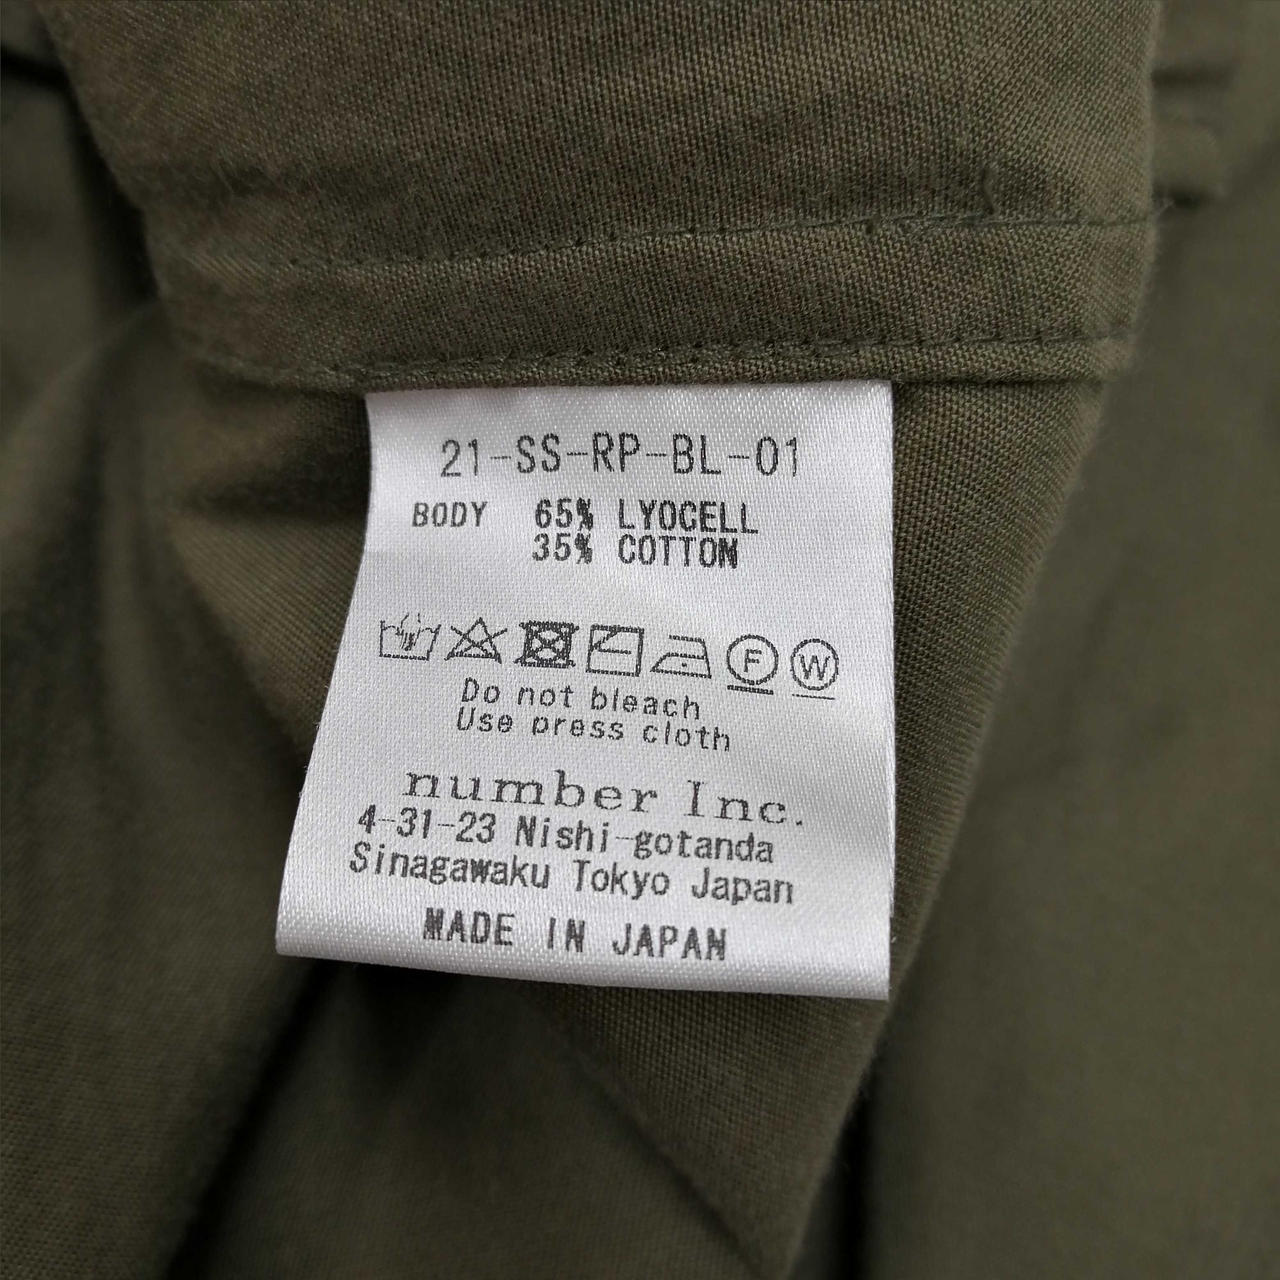 21-SS-RP-BL-01
BODY 65% LYOCELL
35% COTTON
F W
Do not bleach
Use press cloth
number Inc.
4-31-23 Nishi-gotanda
Sinagawaku Tokyo Japan
MADE IN JAPAN